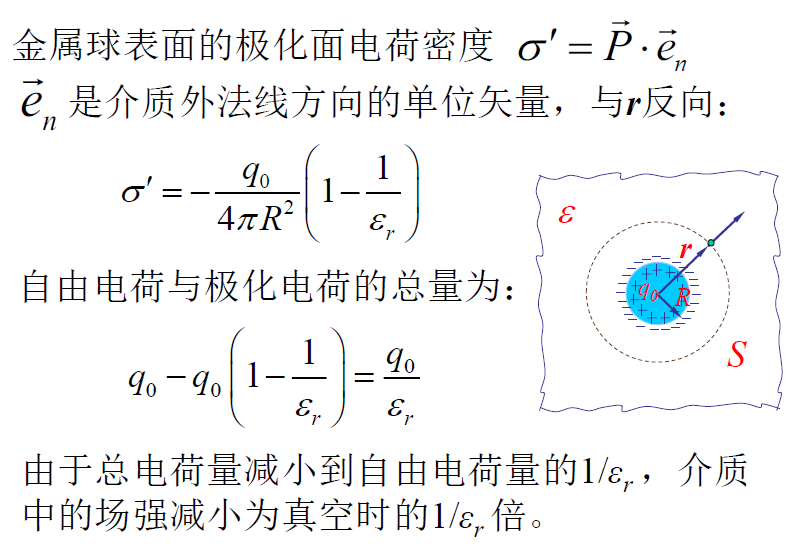 金属球表面的极化面电荷密度 $\sigma' = \vec{P} \cdot \vec{e}_n$
$\vec{e}_n$ 是介质外法线方向的单位矢量，与r反向：
$\sigma' = -\frac{q_0}{4\pi R^2}\left(1-\frac{1}{\varepsilon_r}\right)$
ε
r
q₀
R
S
自由电荷与极化电荷的总量为：
$q_0 - q_0\left(1-\frac{1}{\varepsilon_r}\right) = \frac{q_0}{\varepsilon_r}$
由于总电荷量减小到自由电荷量的1/εᵣ，介质
中的场强减小为真空时的1/εᵣ倍。